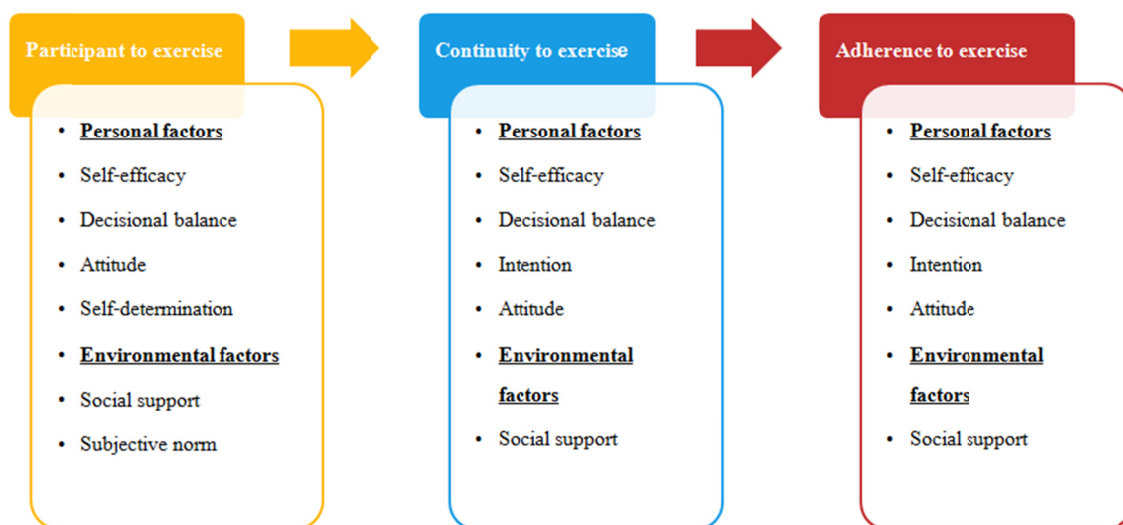 Participant to exercise
• Personal factors
• Self-efficacy
• Decisional balance
• Attitude
• Self-determination
• Environmental factors
• Social support
• Subjective norm
Continuity to exercise
• Personal factors
• Self-efficacy
• Decisional balance
• Intention
• Attitude
• Environmental
factors
• Social support
Adherence to exercise
• Personal factors
• Self-efficacy
• Decisional balance
• Intention
• Attitude
• Environmental
factors
• Social support